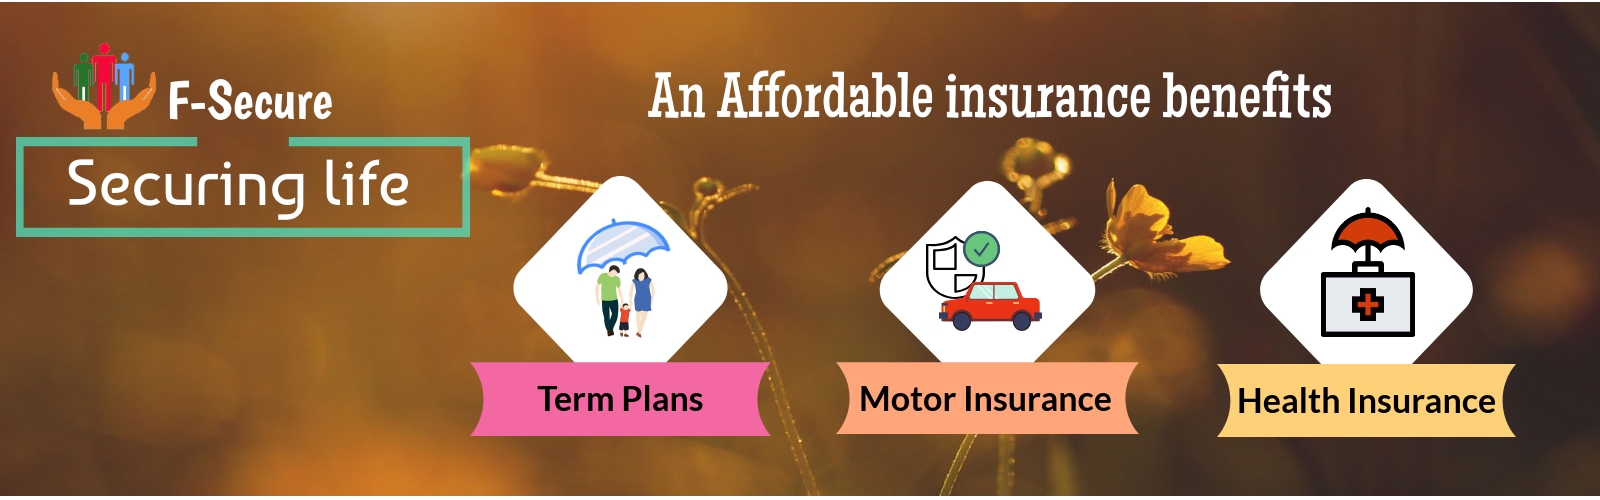 F-Secure
Securing life
An Affordable insurance benefits
Term Plans
Motor Insurance
Health Insurance